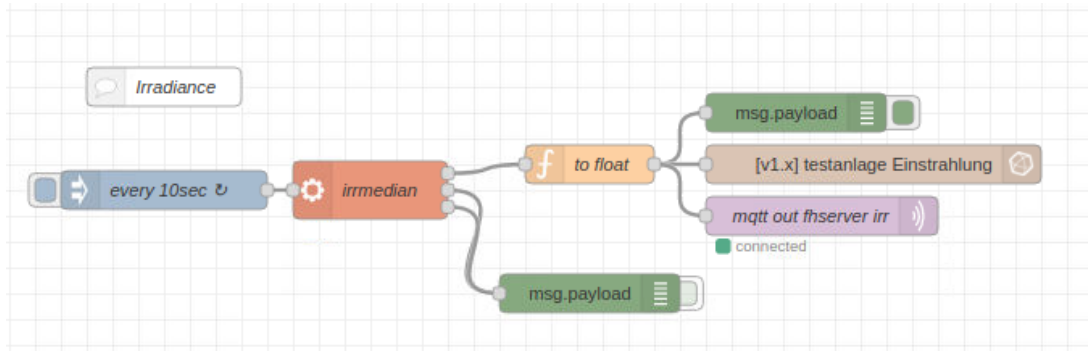 Irradiance
every 10sec ↻
irrmedian
to float
msg.payload
[v1.x] testanlage Einstrahlung
mqtt out fhserver irr
connected
msg.payload